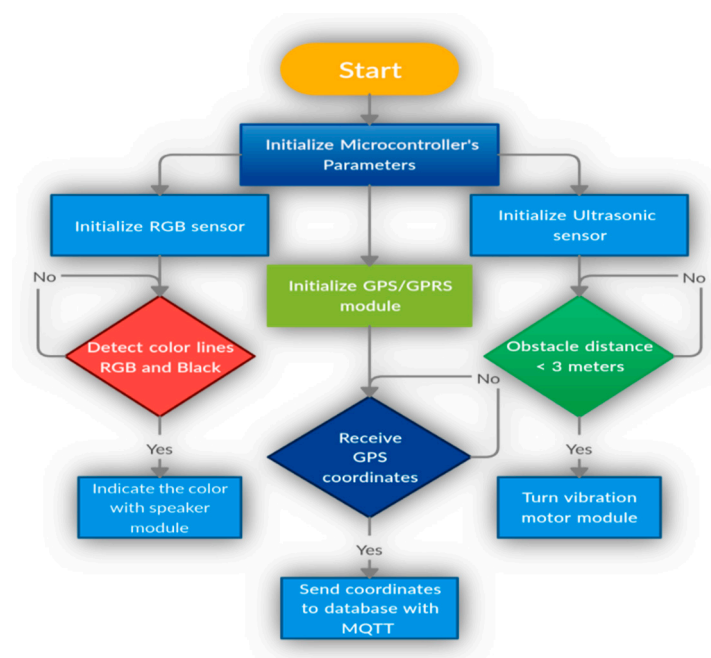 Start
Initialize Microcontroller's
Parameters
Initialize RGB sensor
Initialize GPS/GPRS
module
Initialize Ultrasonic
sensor
No
Detect color lines
RGB and Black
Yes
Indicate the color
with speaker
module
No
Receive
GPS
coordinates
Yes
Send coordinates
to database with
MQTT
No
Obstacle distance
< 3 meters
Yes
Turn vibration
motor module